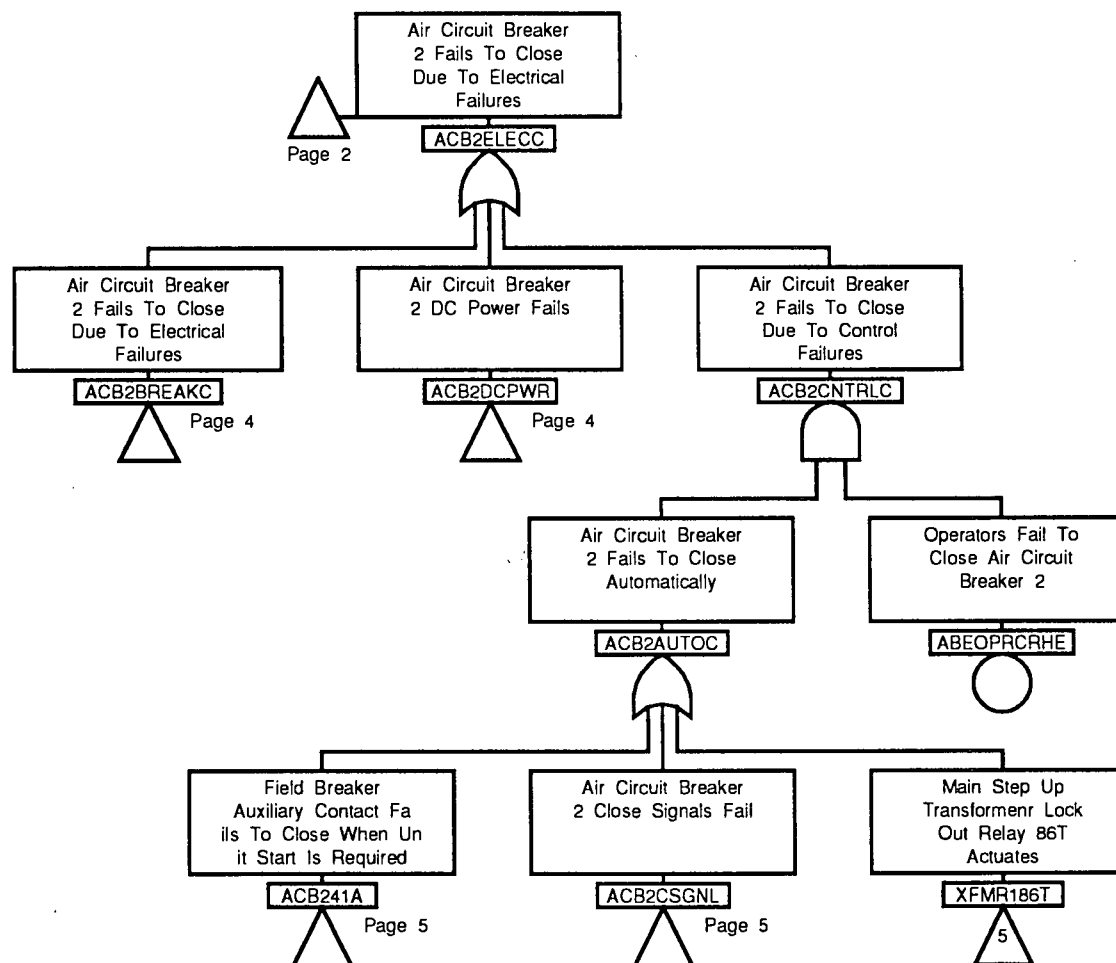 Air Circuit Breaker
2 Fails To Close
Due To Electrical
Failures
Page 2
ACB2ELECC
Air Circuit Breaker
2 Fails To Close
Due To Electrical
Failures
ACB2BREAKC
Page 4
Air Circuit Breaker
2 DC Power Fails
ACB2DCPWR
Page 4
Air Circuit Breaker
2 Fails To Close
Due To Control
Failures
ACB2CNTRLC
Air Circuit Breaker
2 Fails To Close
Automatically
ACB2AUTOC
Operators Fail To
Close Air Circuit
Breaker 2
ABEOPRCRHE
Field Breaker
Auxiliary Contact Fa
ils To Close When Un
it Start Is Required
ACB241A
Page 5
Air Circuit Breaker
2 Close Signals Fail
ACB2CSGNL
Page 5
Main Step Up
Transformenr Lock
Out Relay 86T
Actuates
XFMR186T
5